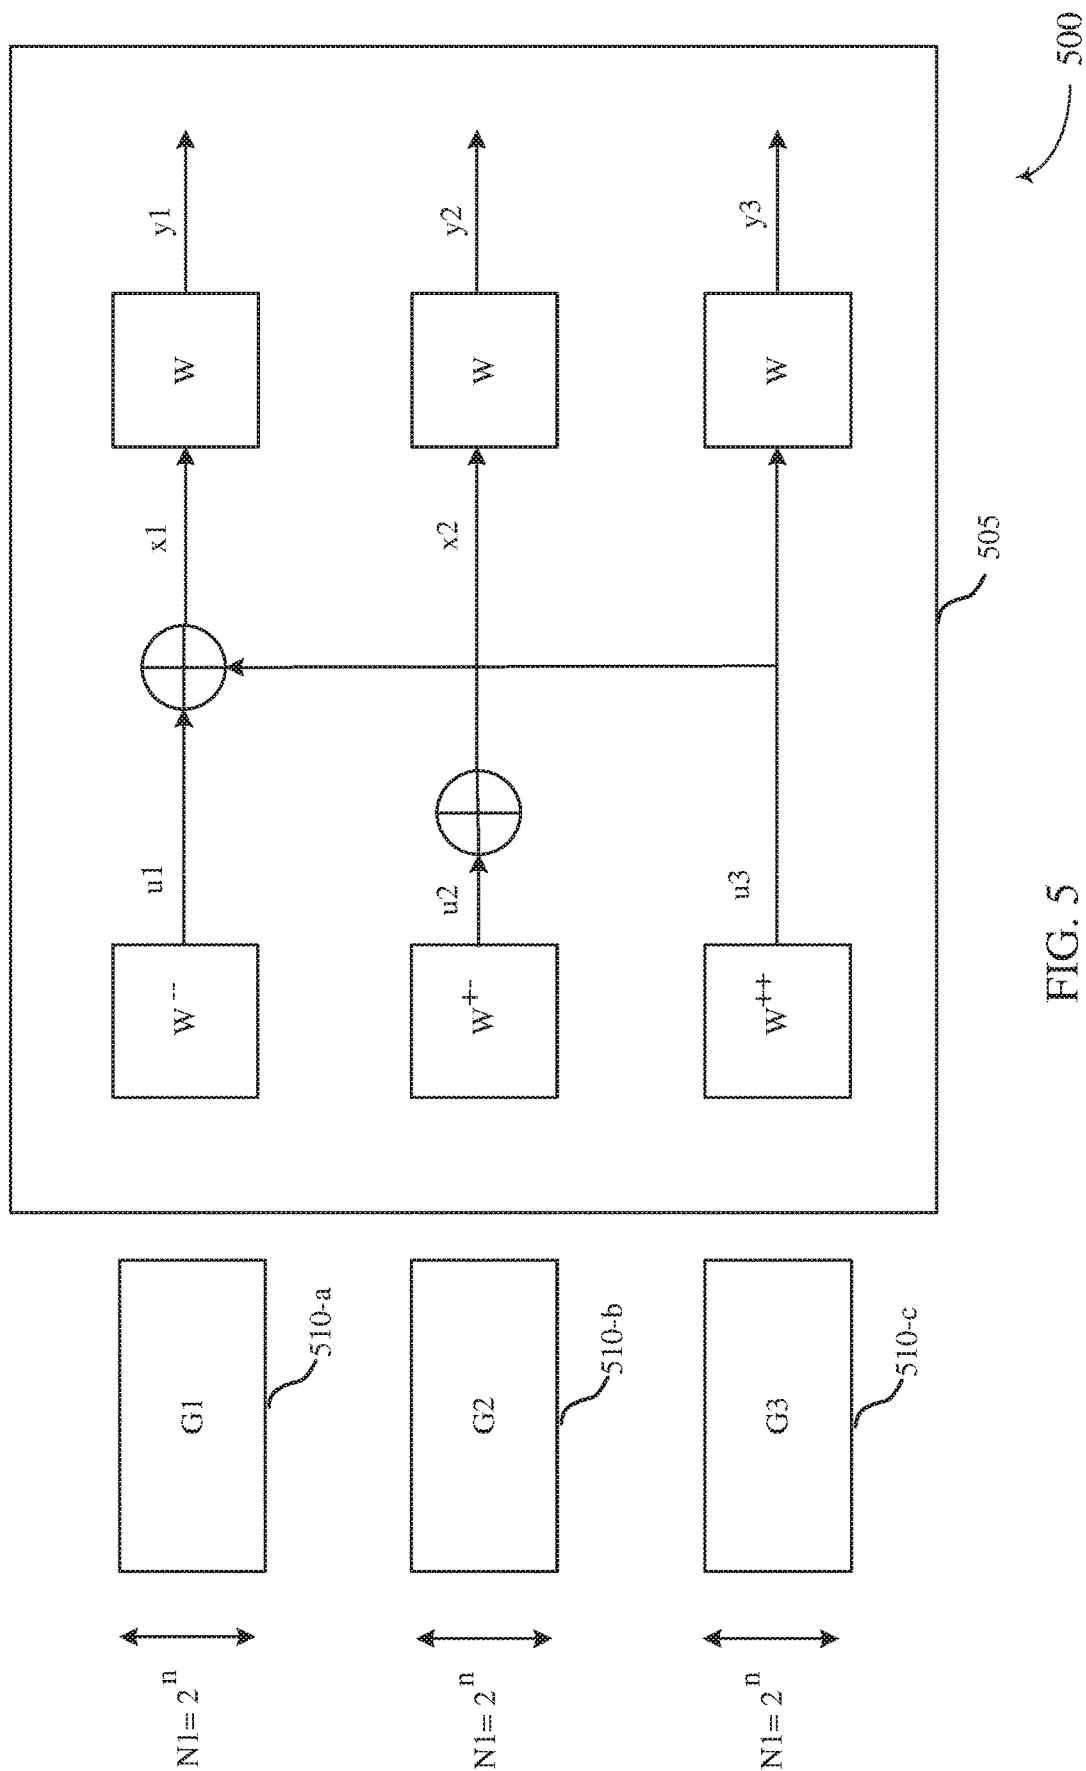 500
N1=2^n
G1
510-a
W^--
u1
x1
W
y1
N1=2^n
G2
510-b
W^+-
u2
x2
W
y2
N1=2^n
G3
510-c
W^++
u3
W
y3
505
FIG. 5